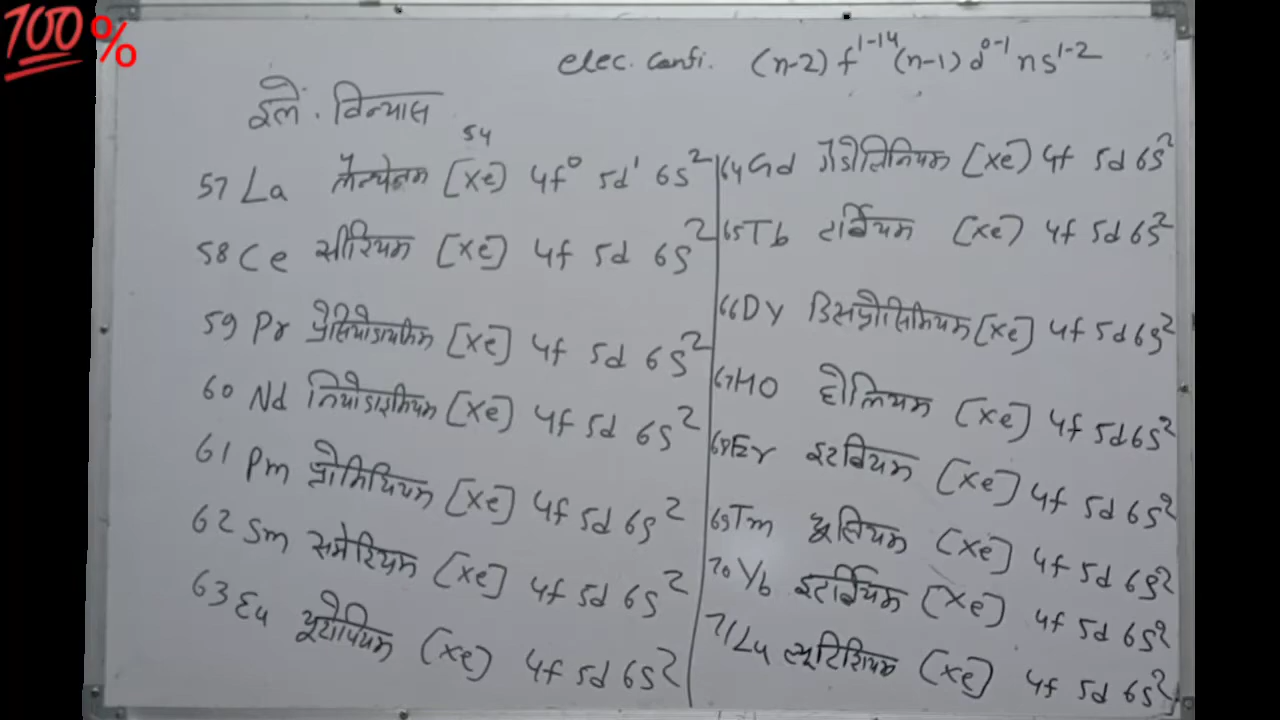 100%
elec. confi. (n-2) f¹⁻¹⁴ (n-1) d⁰⁻¹ ns¹⁻²
इले. विन्यास
54
57 La लैन्थेनम [Xe) 4f⁰ 5d¹ 6s²
58 Ce सीरियम [Xe] 4f 5d 6s²
59 Pr प्रेसियोडायमियम [Xe] 4f 5d 6s²
60 Nd नियोडाइमियम [Xe] 4f 5d 6s²
61 Pm प्रोमिथियम [Xe] 4f 5d 6s²
62 Sm समेरियम [Xe] 4f 5d 6s²
63 Eu यूरोपियम (Xe) 4f 5d 6s²
64 Gd गैडोलिनियम [Xe) 4f 5d 6s²
65 Tb टर्बियम [Xe) 4f 5d 6s²
66 Dy डिसप्रोसियम [Xe] 4f 5d 6s²
67 HO होलियम [Xe] 4f 5d 6s²
68 Er इरबियम [Xe] 4f 5d 6s²
69 Tm थूलियम (Xe] 4f 5d 6s²
70 Yb इटर्बियम (Xe] 4f 5d 6s²
71 Lu ल्यूटिशियम (Xe] 4f 5d 6s²